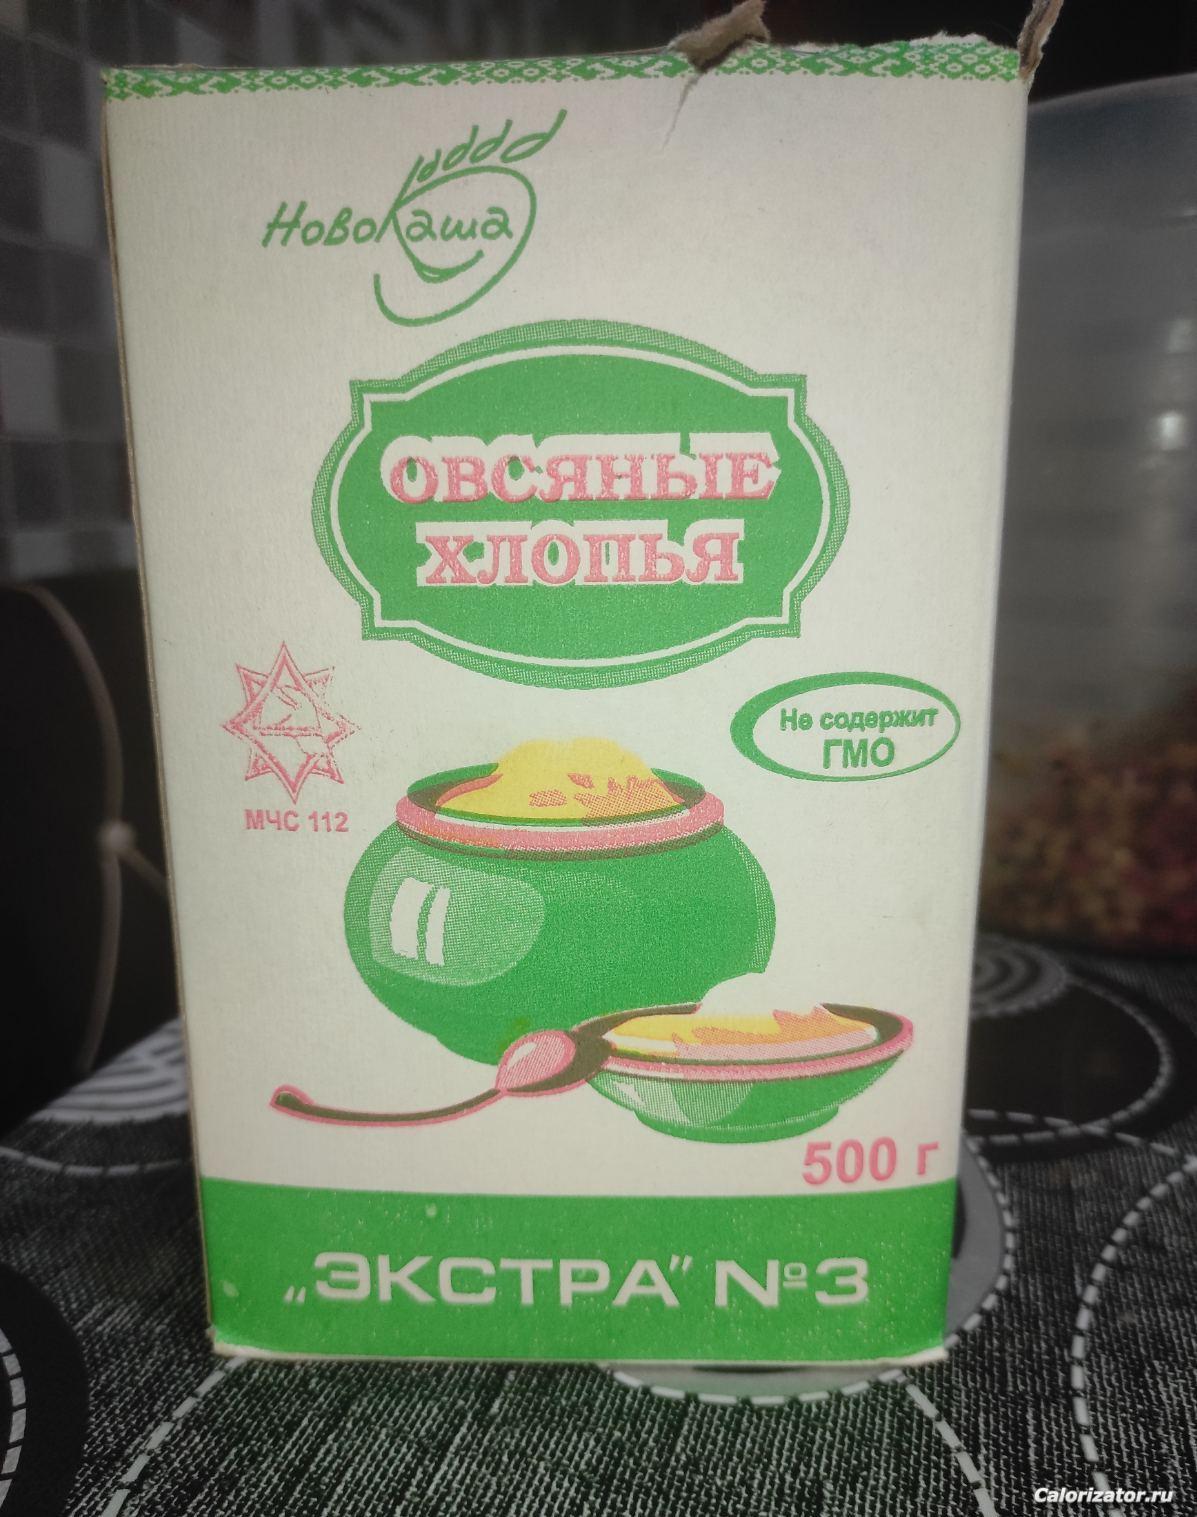 НовоКаша
ОВСЯНЫЕ
ХЛОПЬЯ
Не содержит
ГМО
МЧС 112
500 г
„ЭКСТРА” №3
Calorizator.ru